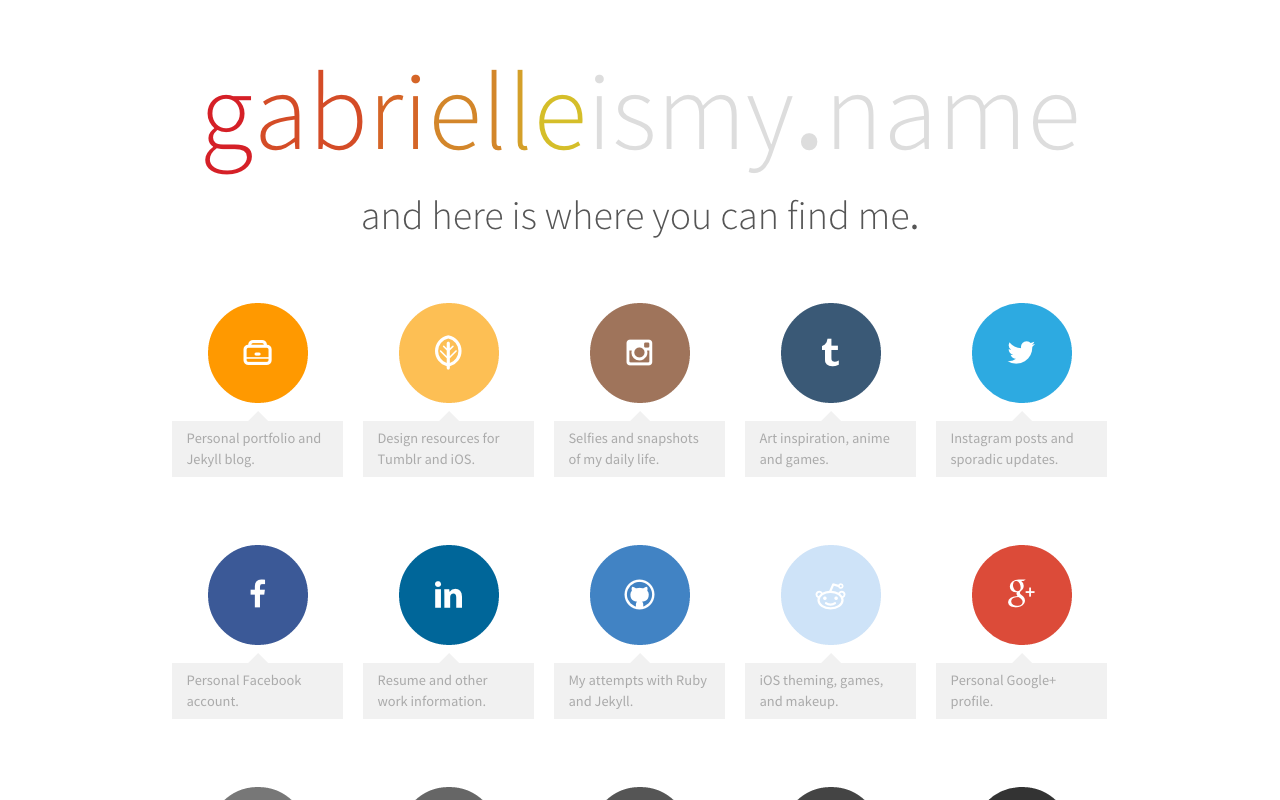 gabrielleismy.name
and here is where you can find me.
Personal portfolio and
Jekyll blog.
Design resources for
Tumblr and iOS.
Selfies and snapshots
of my daily life.
Art inspiration, anime
and games.
Instagram posts and
sporadic updates.
Personal Facebook
account.
Resume and other
work information.
My attempts with Ruby
and Jekyll.
iOS theming, games,
and makeup.
Personal Google+
profile.